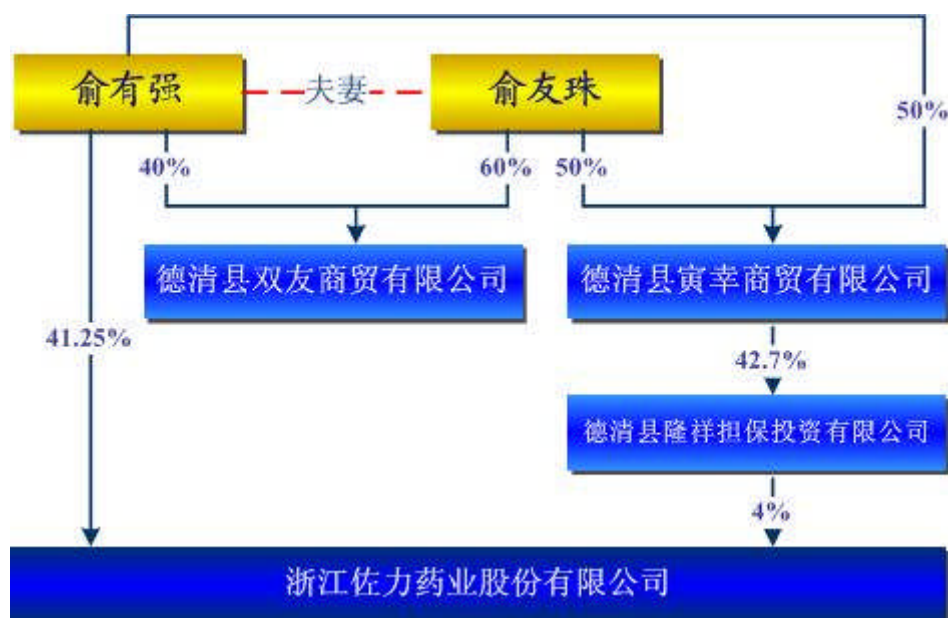 俞有强
夫妻
俞友珠
50%
40%
60%
50%
德清县双友商贸有限公司
德清县寅幸商贸有限公司
41.25%
42.7%
德清县隆祥担保投资有限公司
4%
浙江佐力药业股份有限公司